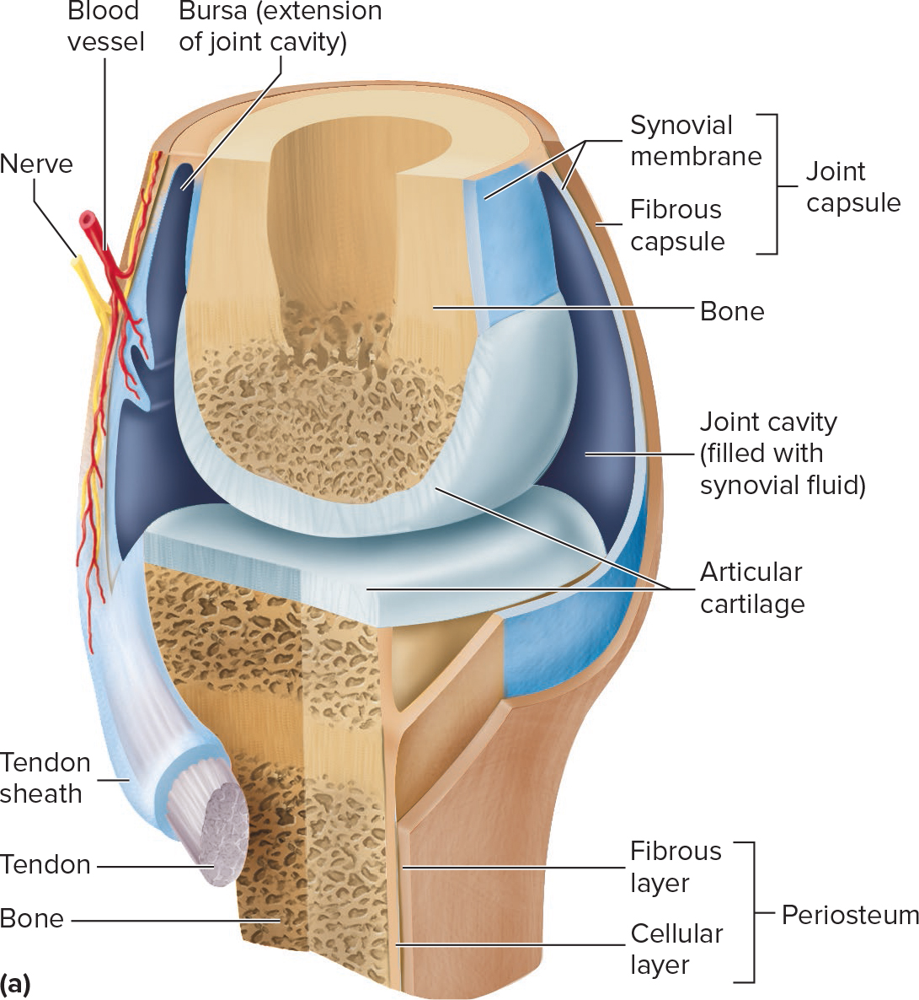 Blood
vessel
Bursa (extension
of joint cavity)
Nerve
Synovial
membrane
Fibrous
capsule
Joint
capsule
Bone
Joint cavity
(filled with
synovial fluid)
Articular
cartilage
Tendon
sheath
Tendon
Bone
Fibrous
layer
Cellular
layer
Periosteum
(a)